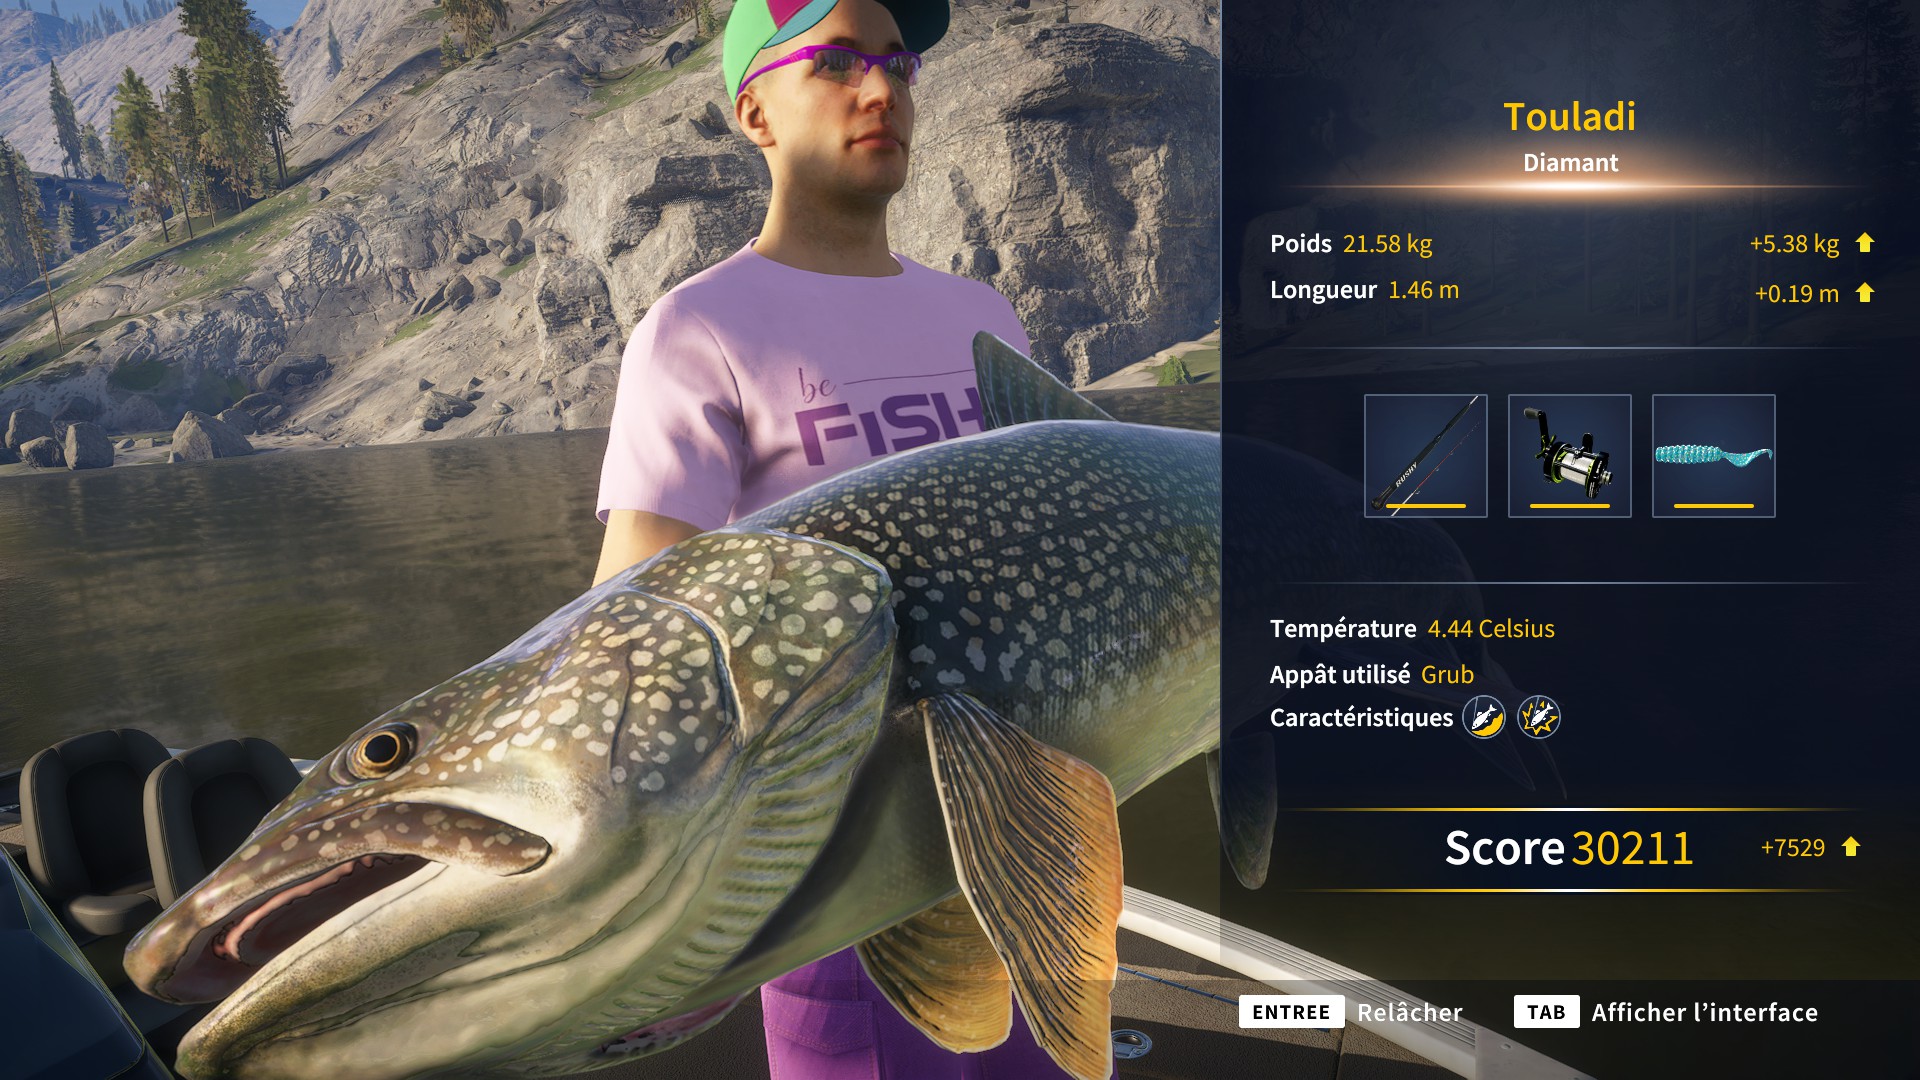 be
FISH
Touladi
Diamant
Poids 21.58 kg +5.38 kg
Longueur 1.46 m +0.19 m
RUSHY
Température 4.44 Celsius
Appât utilisé Grub
Caractéristiques
Score 30211 +7529
ENTREE Relâcher TAB Afficher l'interface